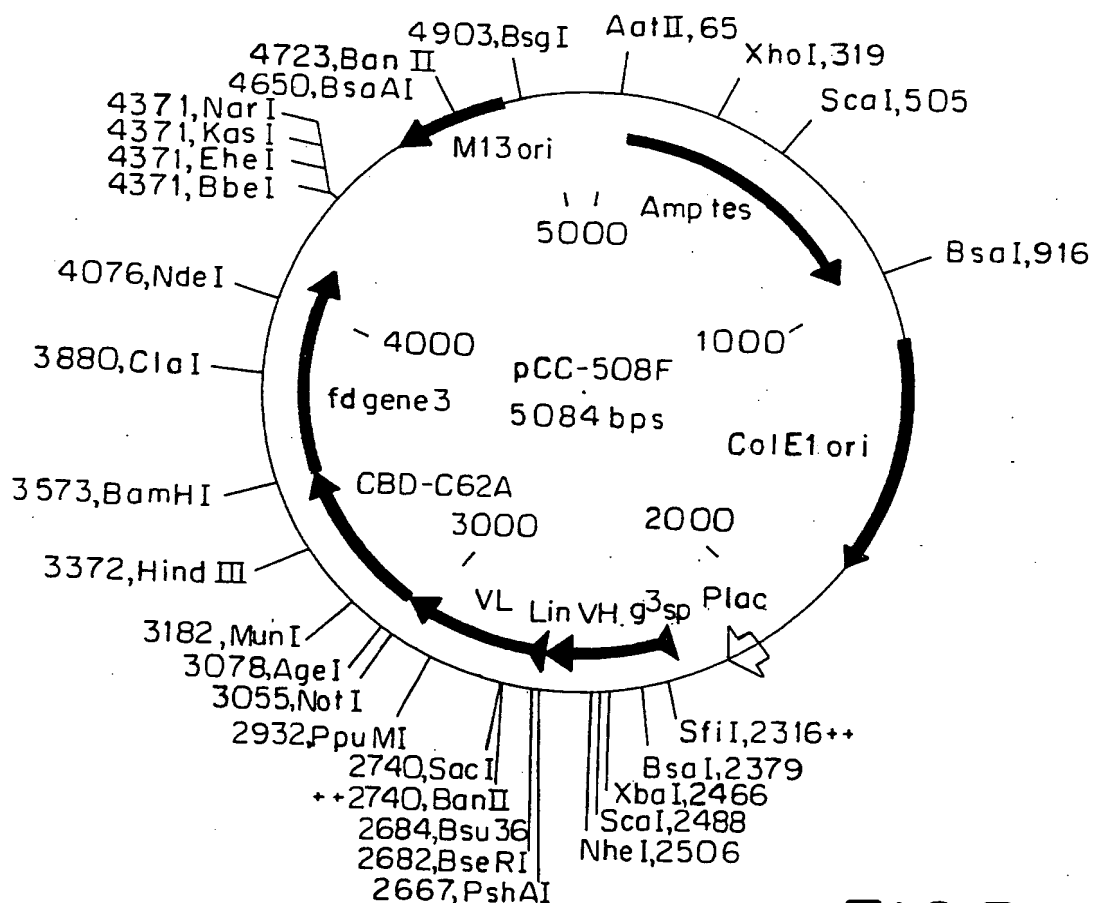 4903,BsgI
AatII,65
4723,Ban II
XhoI,319
4650,BsaAI
ScaI,505
4371,NarI
4371,KasI
4371,EheI
4371,BbeI
M13 ori
Amp tes
5000
BsaI,916
4076,NdeI
4000
1000
3880,ClaI
pCC-508F
5084 bps
fd gene3
ColE1 ori
3573,BamHI
CBD-C62A
3000
2000
3372,Hind III
VL
Lin
VH.
g3sp
Plac
3182,MunI
3078,AgeI
3055,NotI
2932,PpuMI
SfiI,2316++
2740,SacI
BsaI,2379
++2740,BanII
XbaI,2466
2684,Bsu36
ScaI,2488
2682,BseRI
NheI,2506
2667,PshAI